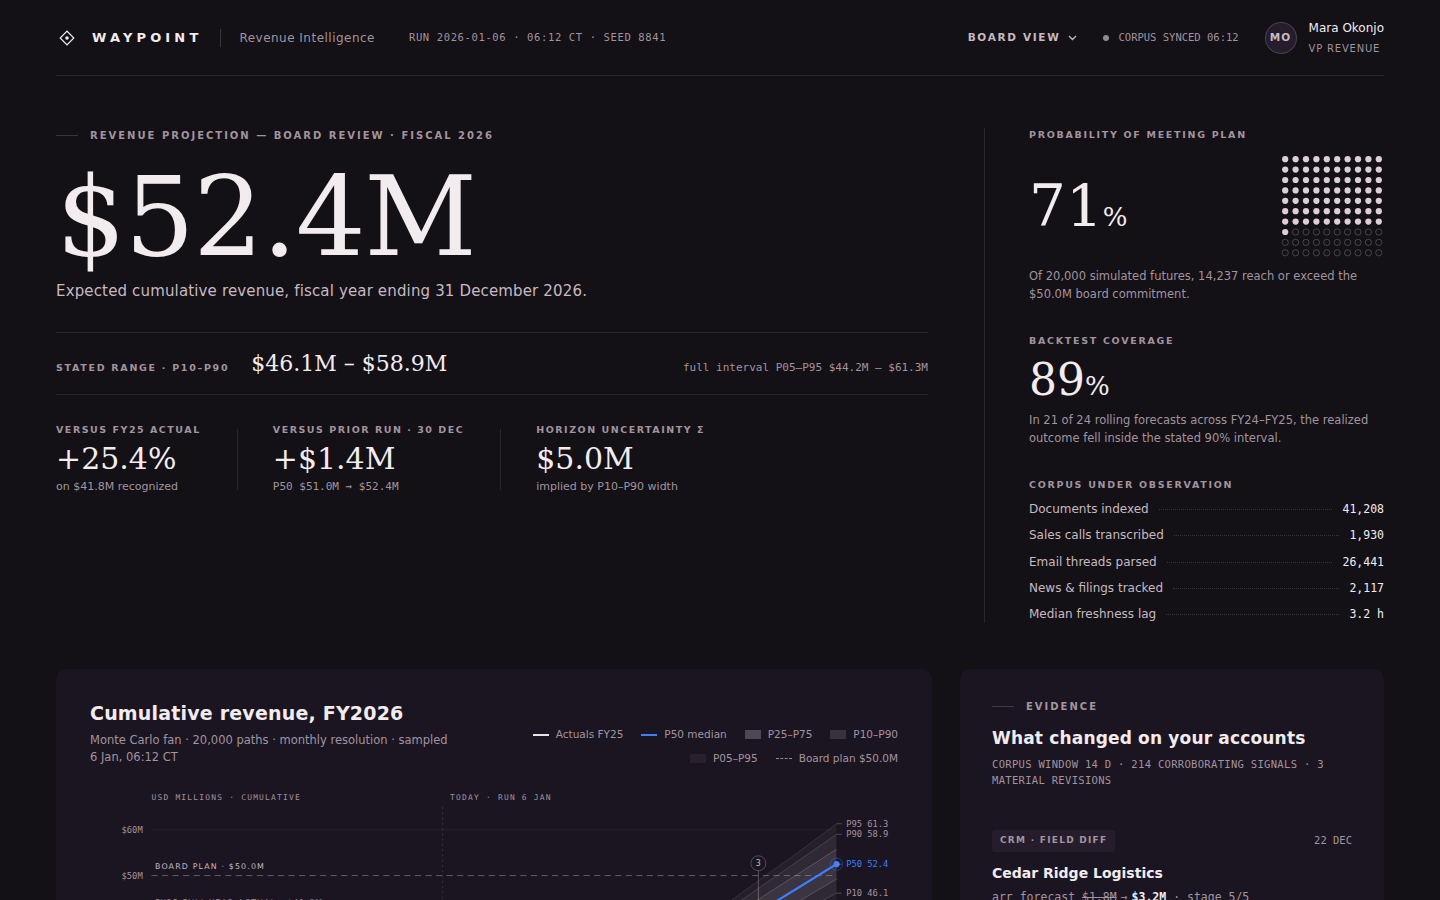 WAYPOINT
Revenue Intelligence
RUN 2026-01-06 · 06:12 CT · SEED 8841
BOARD VIEW
CORPUS SYNCED 06:12
MO
Mara Okonjo
VP REVENUE
REVENUE PROJECTION — BOARD REVIEW · FISCAL 2026
$52.4M
Expected cumulative revenue, fiscal year ending 31 December 2026.
STATED RANGE · P10–P90
$46.1M – $58.9M
full interval P05–P95 $44.2M – $61.3M
VERSUS FY25 ACTUAL
+25.4%
on $41.8M recognized
VERSUS PRIOR RUN · 30 DEC
+$1.4M
P50 $51.0M → $52.4M
HORIZON UNCERTAINTY Σ
$5.0M
implied by P10–P90 width
PROBABILITY OF MEETING PLAN
71%
Of 20,000 simulated futures, 14,237 reach or exceed the
$50.0M board commitment.
BACKTEST COVERAGE
89%
In 21 of 24 rolling forecasts across FY24–FY25, the realized
outcome fell inside the stated 90% interval.
CORPUS UNDER OBSERVATION
Documents indexed 41,208
Sales calls transcribed 1,930
Email threads parsed 26,441
News & filings tracked 2,117
Median freshness lag 3.2 h
Cumulative revenue, FY2026
Monte Carlo fan · 20,000 paths · monthly resolution · sampled
6 Jan, 06:12 CT
Actuals FY25
P50 median
P25–P75
P10–P90
P05–P95
Board plan $50.0M
USD MILLIONS · CUMULATIVE
TODAY · RUN 6 JAN
$60M
BOARD PLAN · $50.0M
$50M
3
P95 61.3
P90 58.9
P50 52.4
P10 46.1
EVIDENCE
What changed on your accounts
CORPUS WINDOW 14 D · 214 CORROBORATING SIGNALS · 3
MATERIAL REVISIONS
CRM · FIELD DIFF
22 DEC
Cedar Ridge Logistics
arr forecast $1.8M → $3.2M · stage 5/5